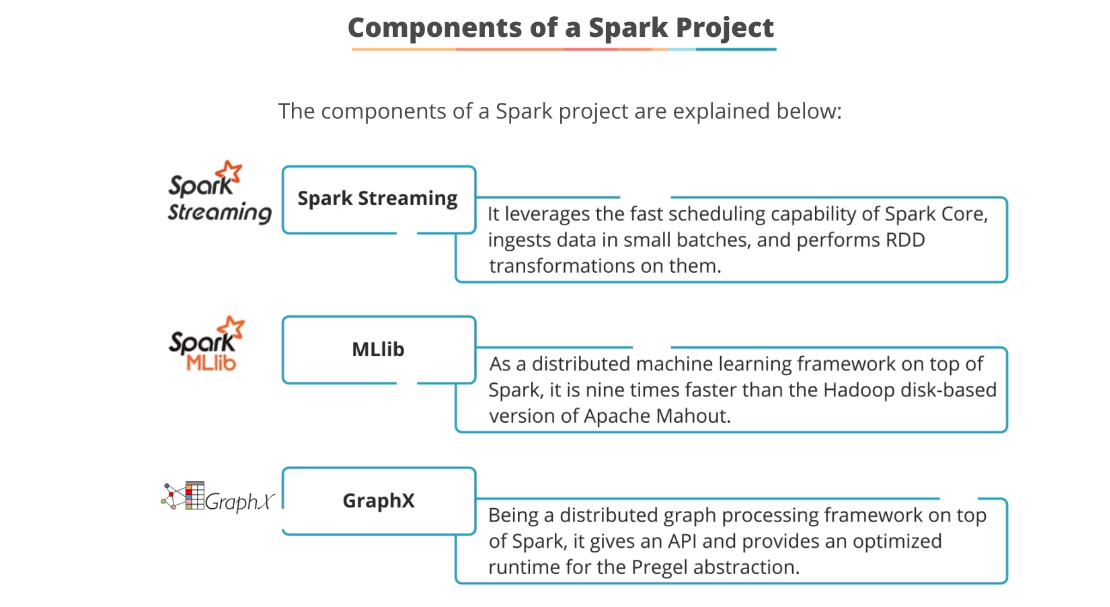 Components of a Spark Project
The components of a Spark project are explained below:
Spark
Streaming
Spark Streaming
It leverages the fast scheduling capability of Spark Core,
ingests data in small batches, and performs RDD
transformations on them.
Spark
MLlib
MLlib
As a distributed machine learning framework on top of
Spark, it is nine times faster than the Hadoop disk-based
version of Apache Mahout.
GraphX
GraphX
Being a distributed graph processing framework on top
of Spark, it gives an API and provides an optimized
runtime for the Pregel abstraction.